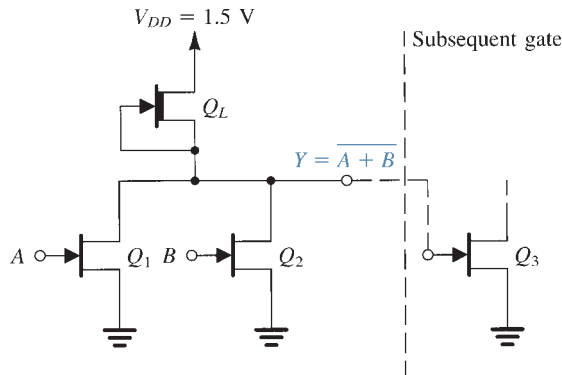 V_DD = 1.5 V
Subsequent gate
Q_L
Y = \overline{A + B}
A
Q_1
B
Q_2
Q_3